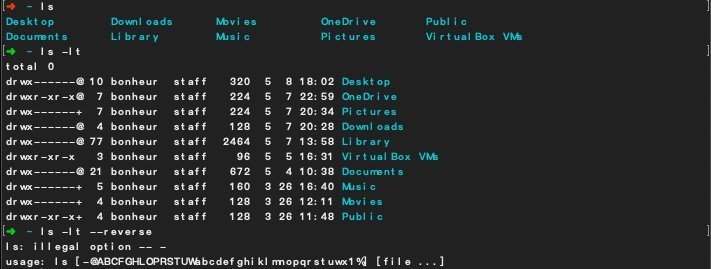 [➜ ~ ls
Desktop Downloads Movies OneDrive Public
Documents Library Music Pictures VirtualBox VMs
[➜ ~ ls -lt ]
total 0
drwx------@ 10 bonheur staff 320 5 8 18:02 Desktop
drwxr-xr-x@ 7 bonheur staff 224 5 7 22:59 OneDrive
drwx------+ 7 bonheur staff 224 5 7 20:34 Pictures
drwx------@ 4 bonheur staff 128 5 7 20:28 Downloads
drwx------@ 77 bonheur staff 2464 5 7 13:58 Library
drwxr-xr-x 3 bonheur staff 96 5 5 16:31 VirtualBox VMs
drwx------@ 21 bonheur staff 672 5 4 10:38 Documents
drwx------+ 5 bonheur staff 160 3 26 16:40 Music
drwx------+ 4 bonheur staff 128 3 26 12:11 Movies
drwxr-xr-x+ 4 bonheur staff 128 3 26 11:48 Public
[➜ ~ ls -lt --reverse ]
ls: illegal option -- -
usage: ls [-@ABCFGHLOPRSTUWabcdefghiklmnopqrstuwx1%] [file ...]